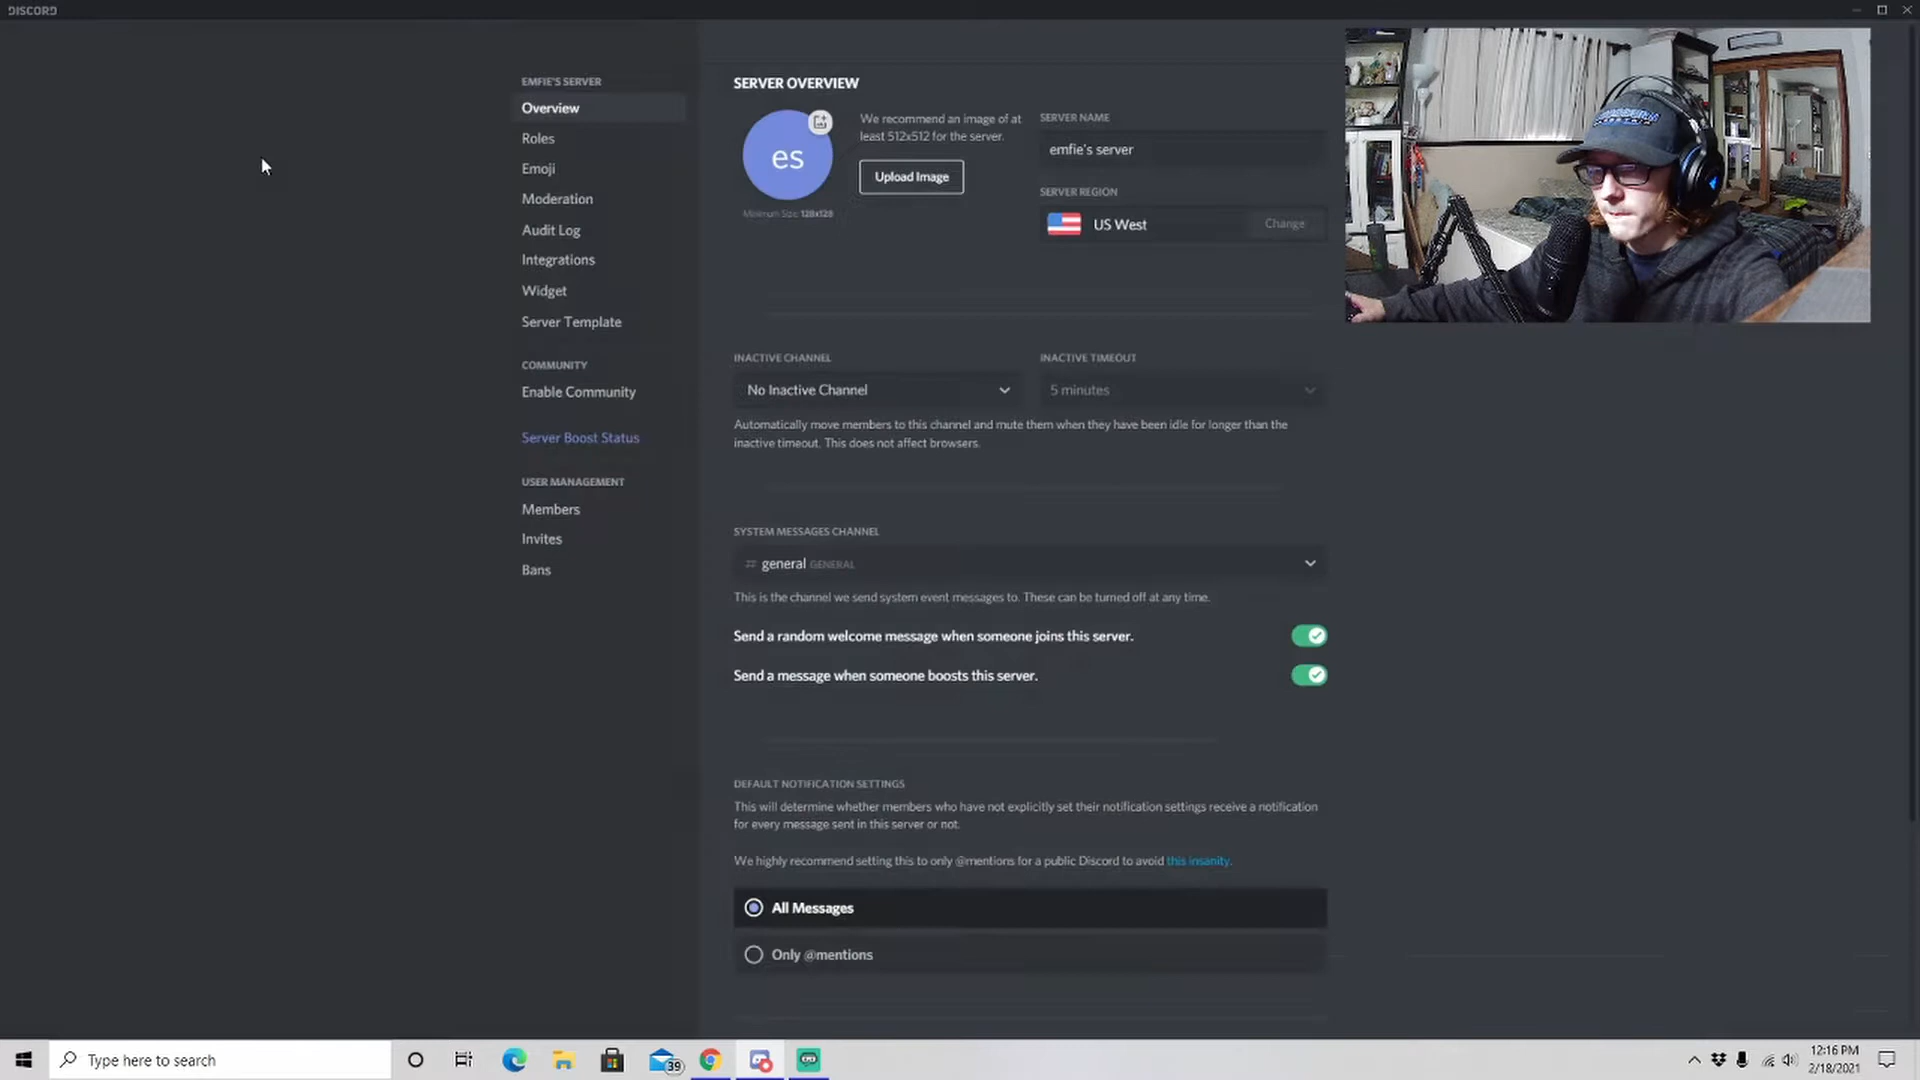 DISCORD
EMFIE'S SERVER
Overview
Roles
Emoji
Moderation
Audit Log
Integrations
Widget
Server Template
COMMUNITY
Enable Community
Server Boost Status
USER MANAGEMENT
Members
Invites
Bans
SERVER OVERVIEW
es
Minimum Size: 128x128
We recommend an image of at
least 512x512 for the server.
Upload Image
SERVER NAME
emfie's server
SERVER REGION
US West
Change
INACTIVE CHANNEL
No Inactive Channel
INACTIVE TIMEOUT
5 minutes
Automatically move members to this channel and mute them when they have been idle for longer than the
inactive timeout. This does not affect browsers.
SYSTEM MESSAGES CHANNEL
# general GENERAL
This is the channel we send system event messages to. These can be turned off at any time.
Send a random welcome message when someone joins this server.
Send a message when someone boosts this server.
DEFAULT NOTIFICATION SETTINGS
This will determine whether members who have not explicitly set their notification settings receive a notification
for every message sent in this server or not.
We highly recommend setting this to only @mentions for a public Discord to avoid this insanity.
All Messages
Only @mentions
Type here to search
39
12:16 PM
2/18/2021